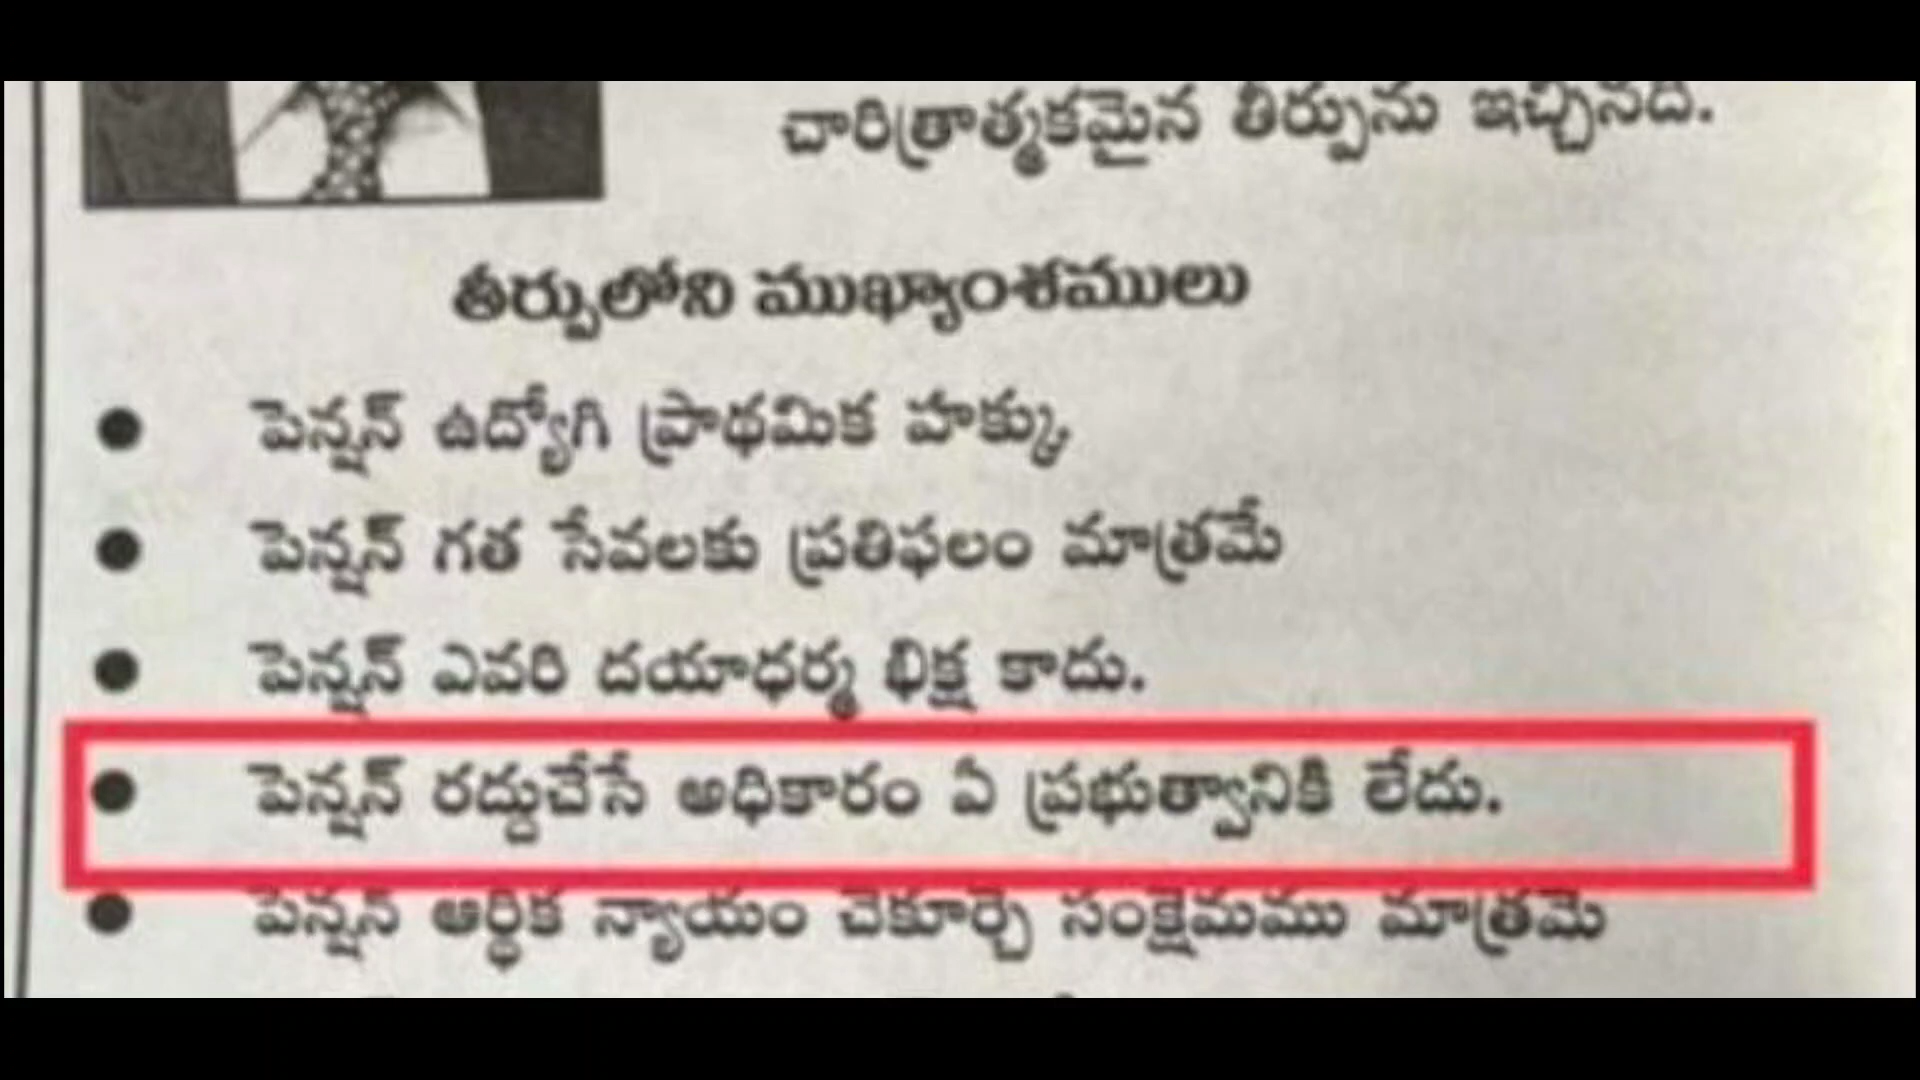 చారిత్రాత్మకమైన తీర్పును ఇచ్చినది.
తీర్పులోని ముఖ్యాంశములు
● పెన్షన్ ఉద్యోగి ప్రాథమిక హక్కు
● పెన్షన్ గత సేవలకు ప్రతిఫలం మాత్రమే
● పెన్షన్ ఎవరి దయాధర్మ భిక్ష కాదు.
● పెన్షన్ రద్దుచేసే అధికారం ఏ ప్రభుత్వానికి లేదు.
● పెన్షన్ ఆర్థిక న్యాయం చేకూర్చే సంక్షేమము మాత్రమే